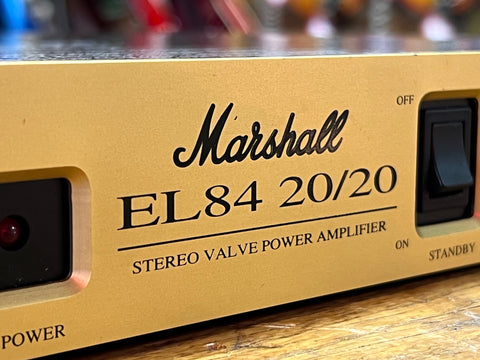 Marshall
EL84 20/20
STEREO VALVE POWER AMPLIFIER
OFF
ON
STANDBY
POWER